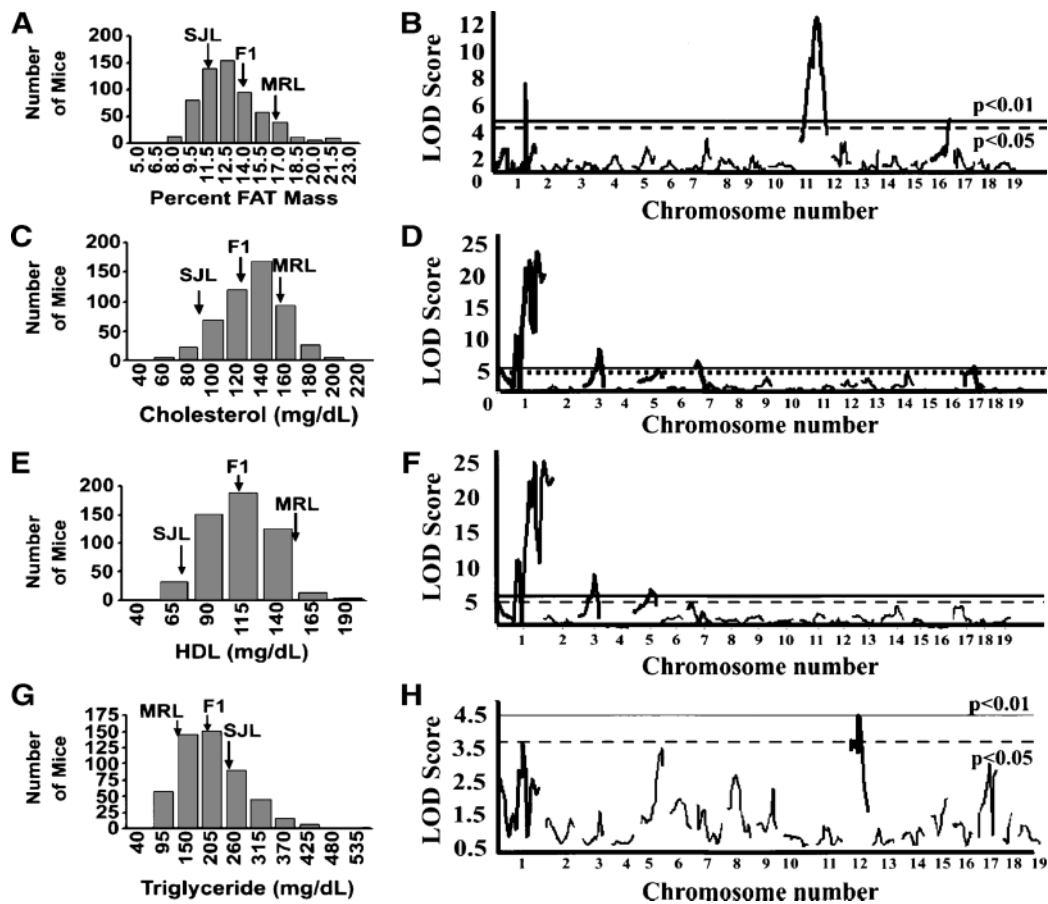 A
Number of Mice
200
150
100
50
0
SJL
F1
MRL
5.0 6.5 8.0 9.5 11.5 12.5 14.0 15.5 17.0 18.5 20.0 21.5 23.0
Percent FAT Mass
B
LOD Score
12
10
8
6
4
2
0
p<0.01
p<0.05
1 2 3 4 5 6 7 8 9 10 11 12 13 14 15 16 17 18 19
Chromosome number
C
Number of Mice
200
150
100
50
0
SJL
F1
MRL
40 60 80 100 120 140 160 180 200 220
Cholesterol (mg/dL)
D
LOD Score
25
20
15
10
5
0
1 2 3 4 5 6 7 8 9 10 11 12 13 14 15 16 17 18 19
Chromosome number
E
Number of Mice
200
150
100
50
0
SJL
F1
MRL
40 65 90 115 140 165 190
HDL (mg/dL)
F
LOD Score
25
20
15
10
5
1 2 3 4 5 6 7 8 9 10 11 12 13 14 15 16 17 18 19
Chromosome number
G
Number of Mice
175
150
125
100
75
50
25
0
MRL
F1
SJL
40 95 150 205 260 315 370 425 480 535
Triglyceride (mg/dL)
H
LOD Score
4.5
3.5
2.5
1.5
0.5
p<0.01
p<0.05
1 2 3 4 5 6 7 8 9 10 11 12 13 14 15 16 17 18 19
Chromosome number